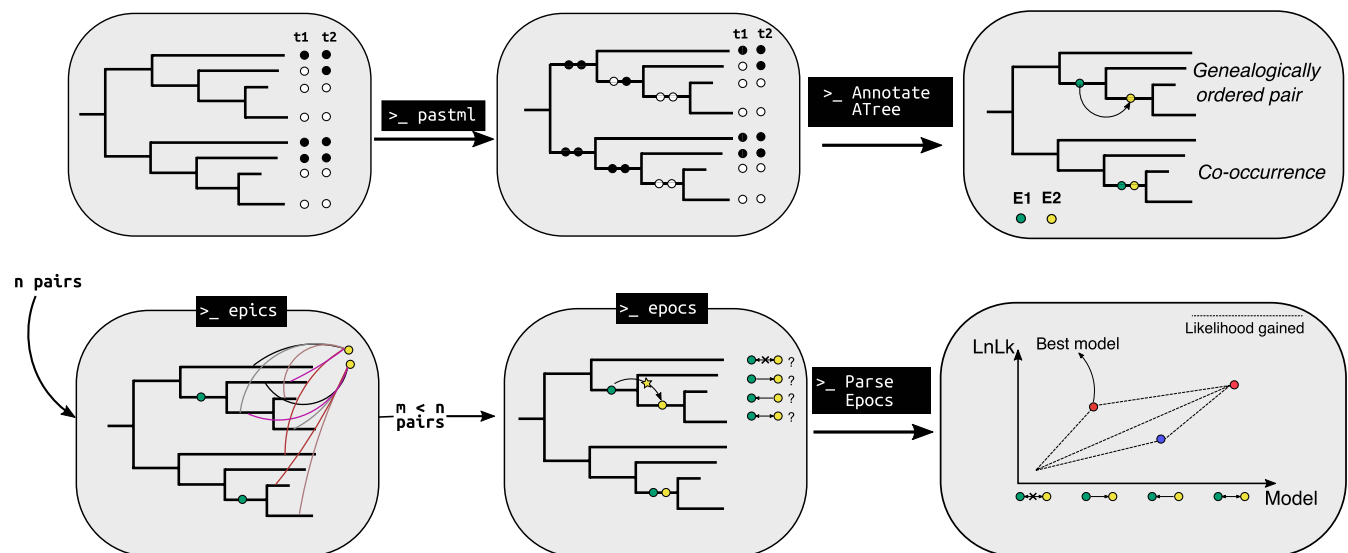 t1 t2
>_ pastml
t1 t2
>_ Annotate
ATree
Genealogically
ordered pair
Co-occurrence
E1 E2
n pairs
>_ epics
m < n
pairs
>_ epocs
?
?
?
?
>_ Parse
Epocs
Likelihood gained
LnLk
Best model
Model